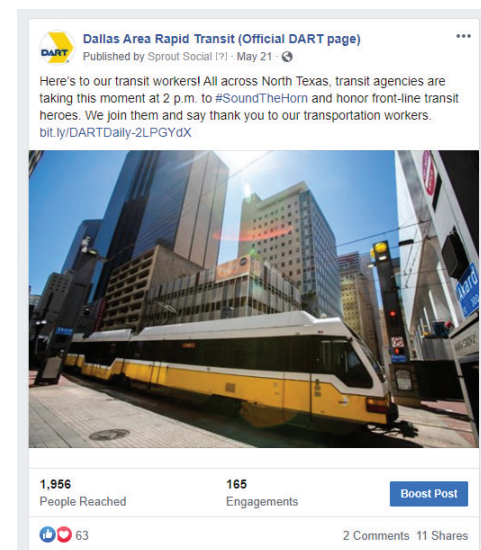 DART
Dallas Area Rapid Transit (Official DART page)
Published by Sprout Social [?] · May 21 ·
Here's to our transit workers! All across North Texas, transit agencies are
taking this moment at 2 p.m. to #SoundTheHorn and honor front-line transit
heroes. We join them and say thank you to our transportation workers.
bit.ly/DARTDaily-2LPGYdX
Akard
1,956
165
Boost Post
People Reached
Engagements
63
2 Comments 11 Shares